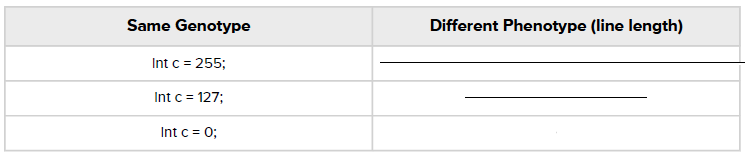 Same Genotype
Different Phenotype (line length)
Int c = 255;
Int c = 127;
Int c = 0;